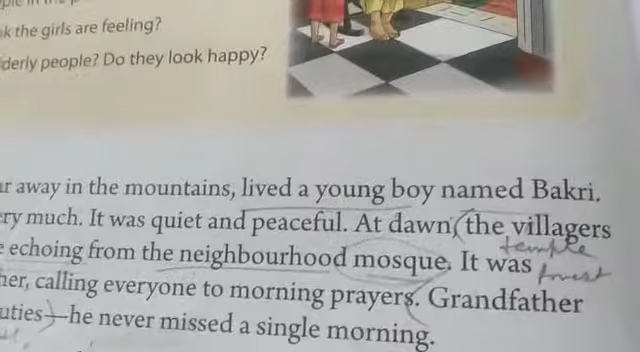 k the girls are feeling?
derly people? Do they look happy?
ar away in the mountains, lived a young boy named Bakri.
ery much. It was quiet and peaceful. At dawn, the villagers
temple
e echoing from the neighbourhood mosque. It was
her, calling everyone to morning prayers. Grandfather
uties—he never missed a single morning.